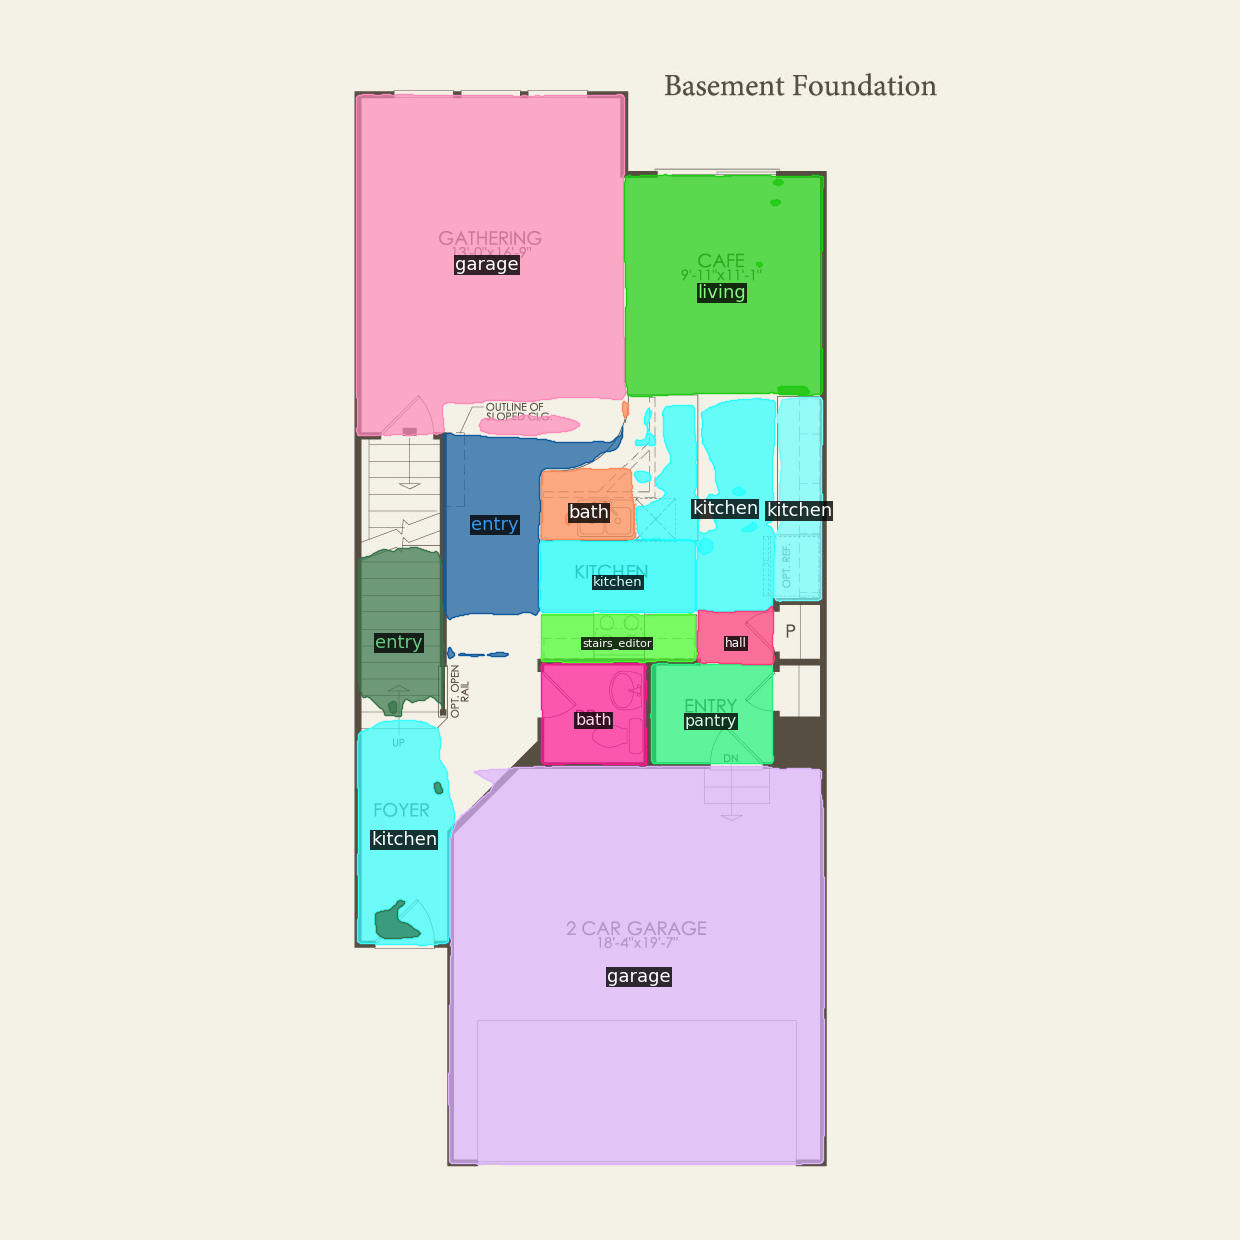 Basement Foundation
GATHERING
13'-0"x16'-9"
garage
CAFE
9'-11"x11'-1"
living
OUTLINE OF
SLOPED CLG.
bath
entry
kitchen
kitchen
KITCHEN
kitchen
OPT. REF.
entry
stairs_editor
hall
P
OPT. OPEN
RAIL
bath
ENTRY
pantry
UP
DN
FOYER
kitchen
2 CAR GARAGE
18'-4"x19'-7"
garage